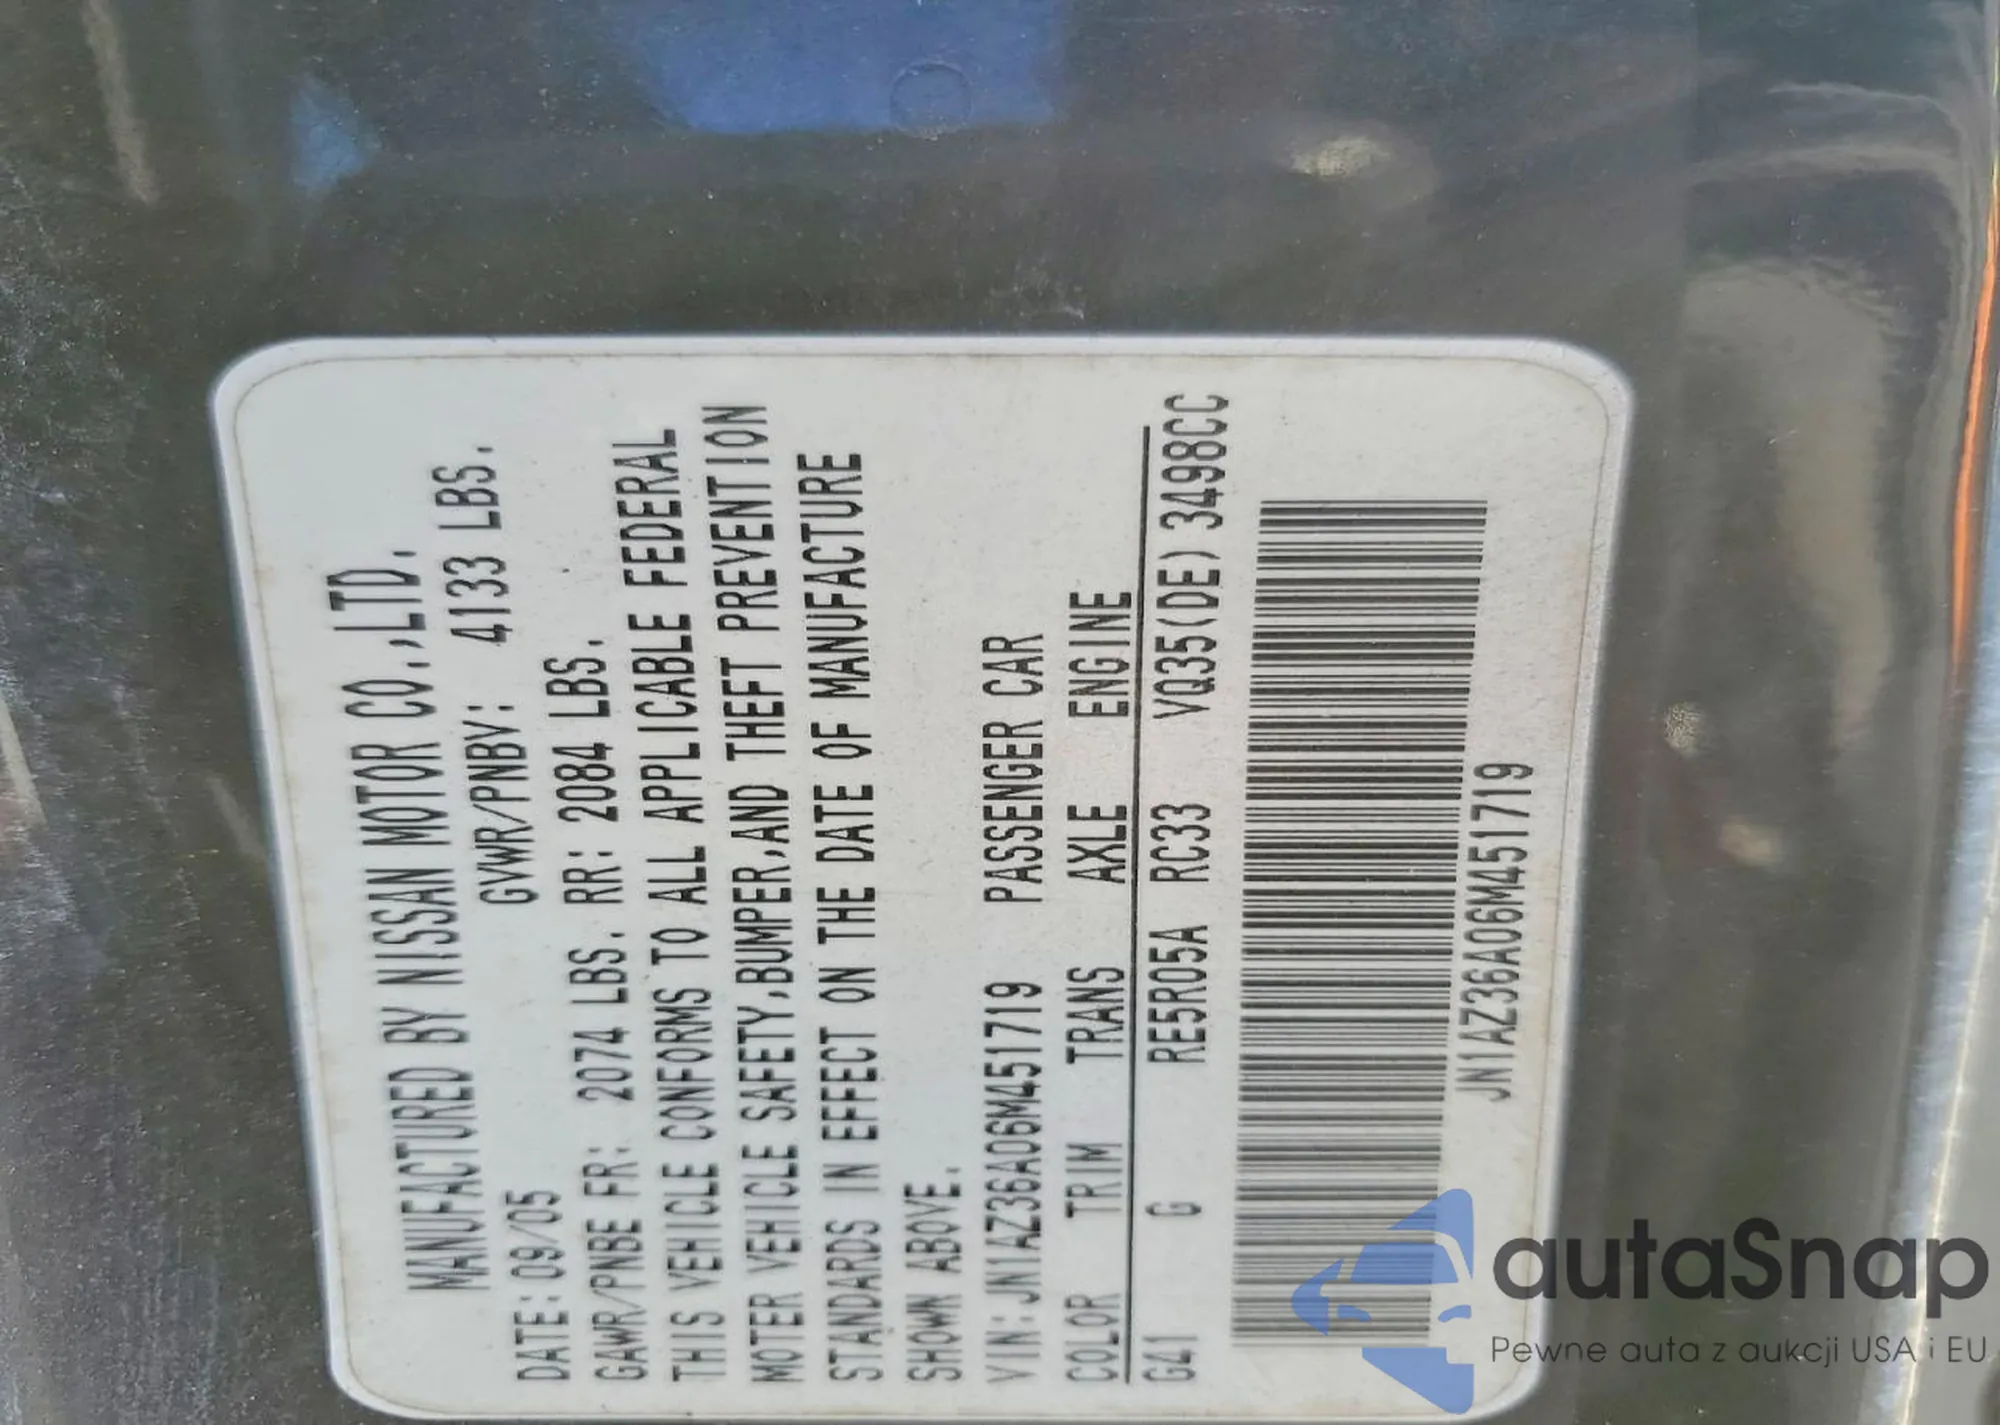 MANUFACTURED BY NISSAN MOTOR CO.,LTD.
DATE:09/05 GVWR/PNBV: 4133 LBS.
GAWR/PNBE FR: 2074 LBS. RR: 2084 LBS.
THIS VEHICLE CONFORMS TO ALL APPLICABLE FEDERAL
MOTER VEHICLE SAFETY,BUMPER,AND THEFT PREVENTION
STANDARDS IN EFFECT ON THE DATE OF MANUFACTURE
SHOWN ABOVE.
VIN:JN1AZ36A06M451719 PASSENGER CAR
COLOR TRIM TRANS AXLE ENGINE
G41 G RE5R05A RC33 VQ35(DE)3498CC
JN1AZ36A06M451719
autaSnap
Pewne auta z aukcji USA i EU